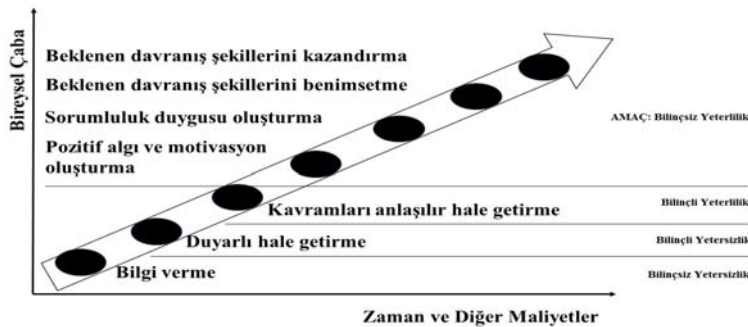 Bireysel Çaba
Beklenen davranış şekillerini kazandırma
Beklenen davranış şekillerini benimsetme
Sorumluluk duygusu oluşturma
AMAÇ: Bilinçsiz Yeterlilik
Pozitif algı ve motivasyon
oluşturma
Kavramları anlaşılır hale getirme
Bilinçli Yeterlilik
Duyarlı hale getirme
Bilinçli Yetersizlik
Bilgi verme
Bilinçsiz Yetersizlik
Zaman ve Diğer Maliyetler